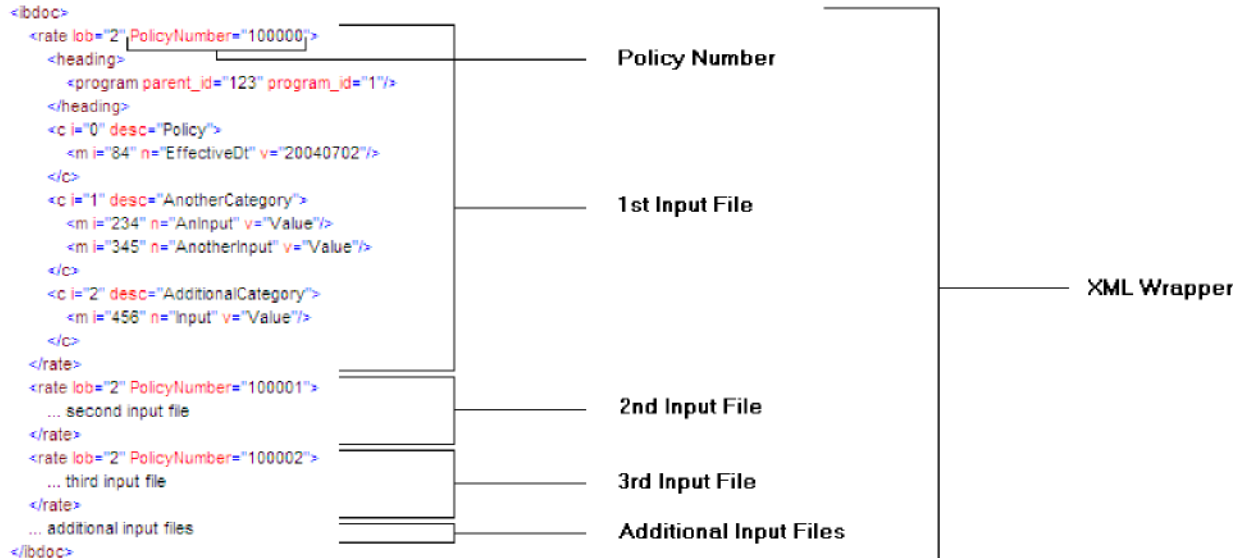 <ibdoc>
<rate lob="2" PolicyNumber="100000">
<heading>
<program parent_id="123" program_id="1"/>
</heading>
<c i="0" desc="Policy">
<m i="84" n="EffectiveDt" v="20040702"/>
</c>
<c i="1" desc="AnotherCategory">
<m i="234" n="AnInput" v="Value"/>
<m i="345" n="AnotherInput" v="Value"/>
</c>
<c i="2" desc="AdditionalCategory">
<m i="456" n="Input" v="Value"/>
</c>
</rate>
<rate lob="2" PolicyNumber="100001">
... second input file
</rate>
<rate lob="2" PolicyNumber="100002">
... third input file
</rate>
... additional input files
</ibdoc>
Policy Number
1st Input File
2nd Input File
3rd Input File
Additional Input Files
XML Wrapper